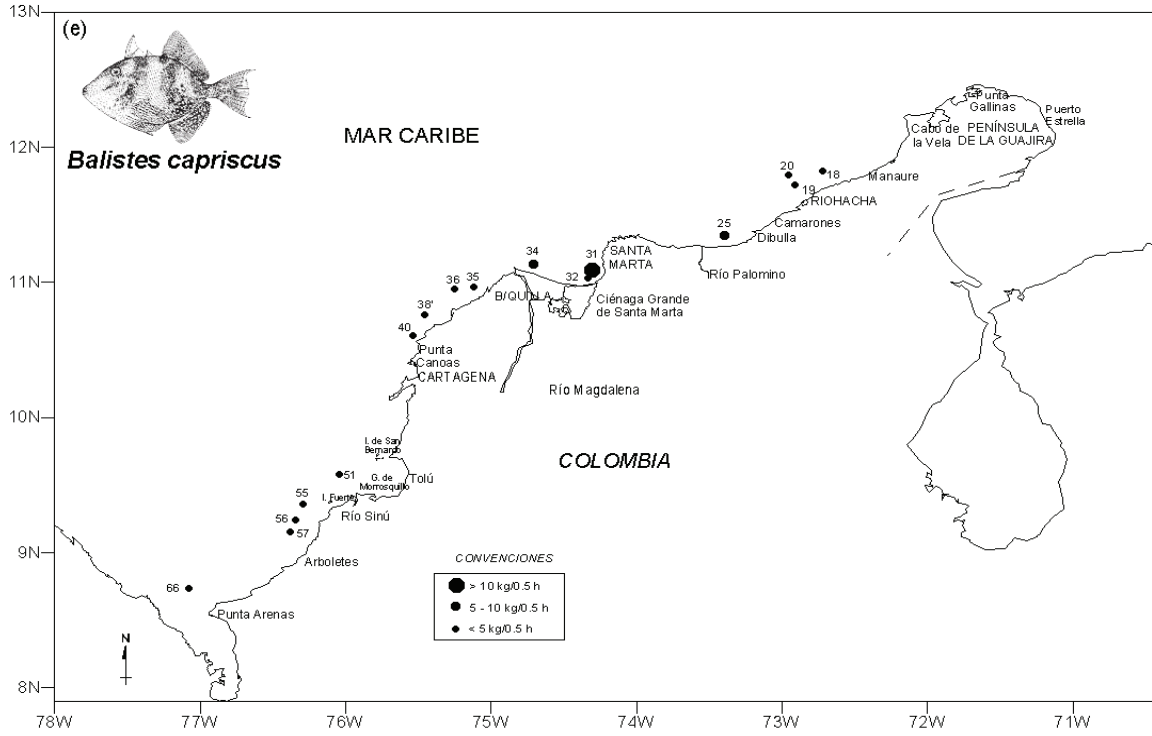 13N
(e)
Balistes capriscus
MAR CARIBE
Punta
Gallinas
Puerto
Estrella
Cabo de
la Vela
PENÍNSULA
DE LA GUAJIRA
12N
20
18
19
Manaure
RIOHACHA
Camarones
25
Dibulla
Río Palomino
31
SANTA
MARTA
34
32
11N
36
35
B/QUILLA
Ciénaga Grande
de Santa Marta
38'
40
Punta
Canoas
CARTAGENA
Río Magdalena
10N
I. de San
Bernardo
COLOMBIA
51
G. de
Morrosquillo
Tolú
55
I. Fuerte
Río Sinú
56
57
9N
Arboletes
CONVENCIONES
> 10 kg/0.5 h
5 - 10 kg/0.5 h
< 5 kg/0.5 h
66
Punta Arenas
N
8N
78W
77W
76W
75W
74W
73W
72W
71W